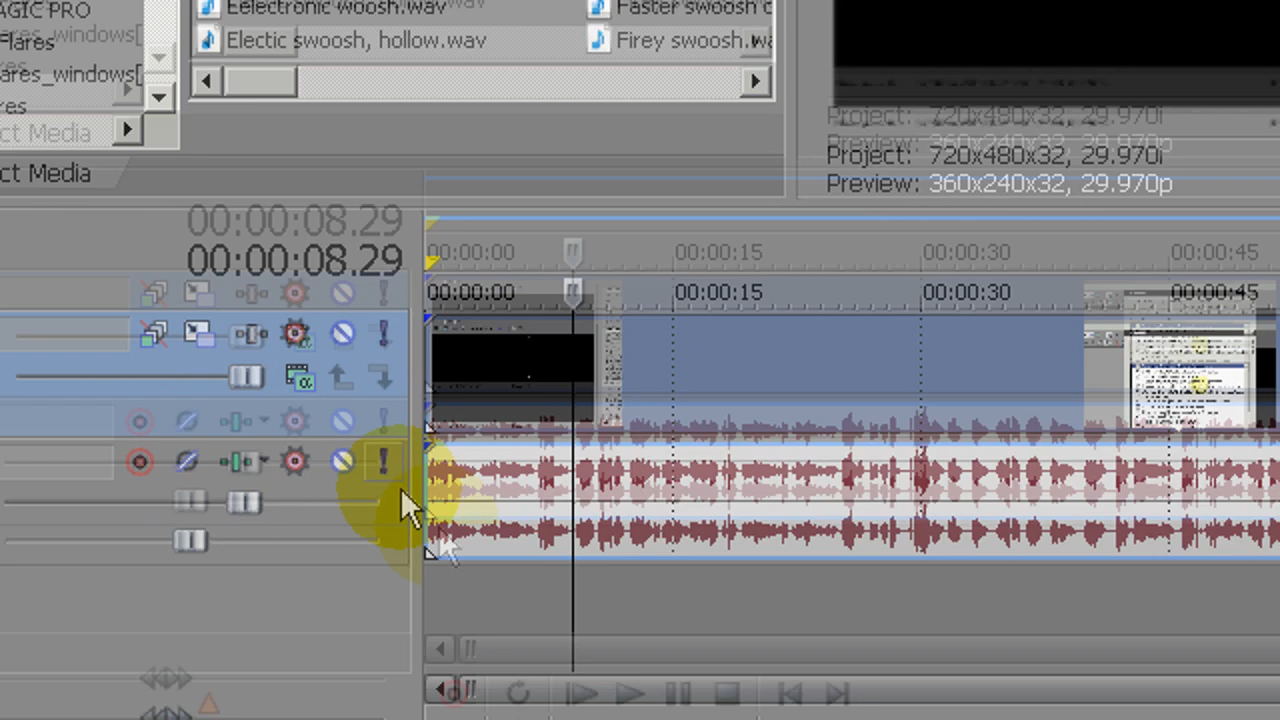 AGIC PRO
Eelectronic woosh.wav
Faster swoosh c
lares_windows[
lares
Electic swoosh, hollow.wav
Firey swoosh.wa
ares_windows[
res
ct Media
Project: 720x480x32, 29.970i
Preview: 360x240x32, 29.970p
Project: 720x480x32, 29.970i
ct Media
Preview: 360x240x32, 29.970p
00:00:08.29
00:00:00
00:00:15
00:00:30
00:00:45
00:00:08.29
00:00:00
00:00:15
00:00:30
00:00:45